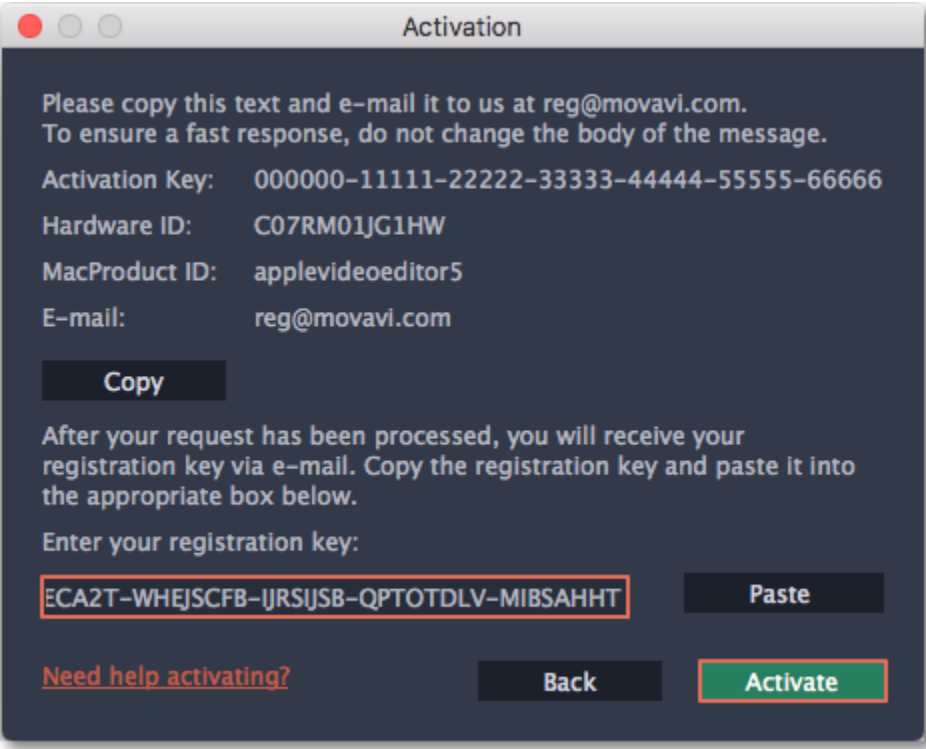 Activation
Please copy this text and e-mail it to us at reg@movavi.com.
To ensure a fast response, do not change the body of the message.
Activation Key: 000000-11111-22222-33333-44444-55555-66666
Hardware ID: C07RM01JG1HW
MacProduct ID: applevideoeditor5
E-mail: reg@movavi.com
Copy
After your request has been processed, you will receive your
registration key via e-mail. Copy the registration key and paste it into
the appropriate box below.
Enter your registration key:
ECA2T-WHEJSCFB-IJRSIJSB-QPTOTDLV-MIBSAHHT Paste
Need help activating? Back Activate